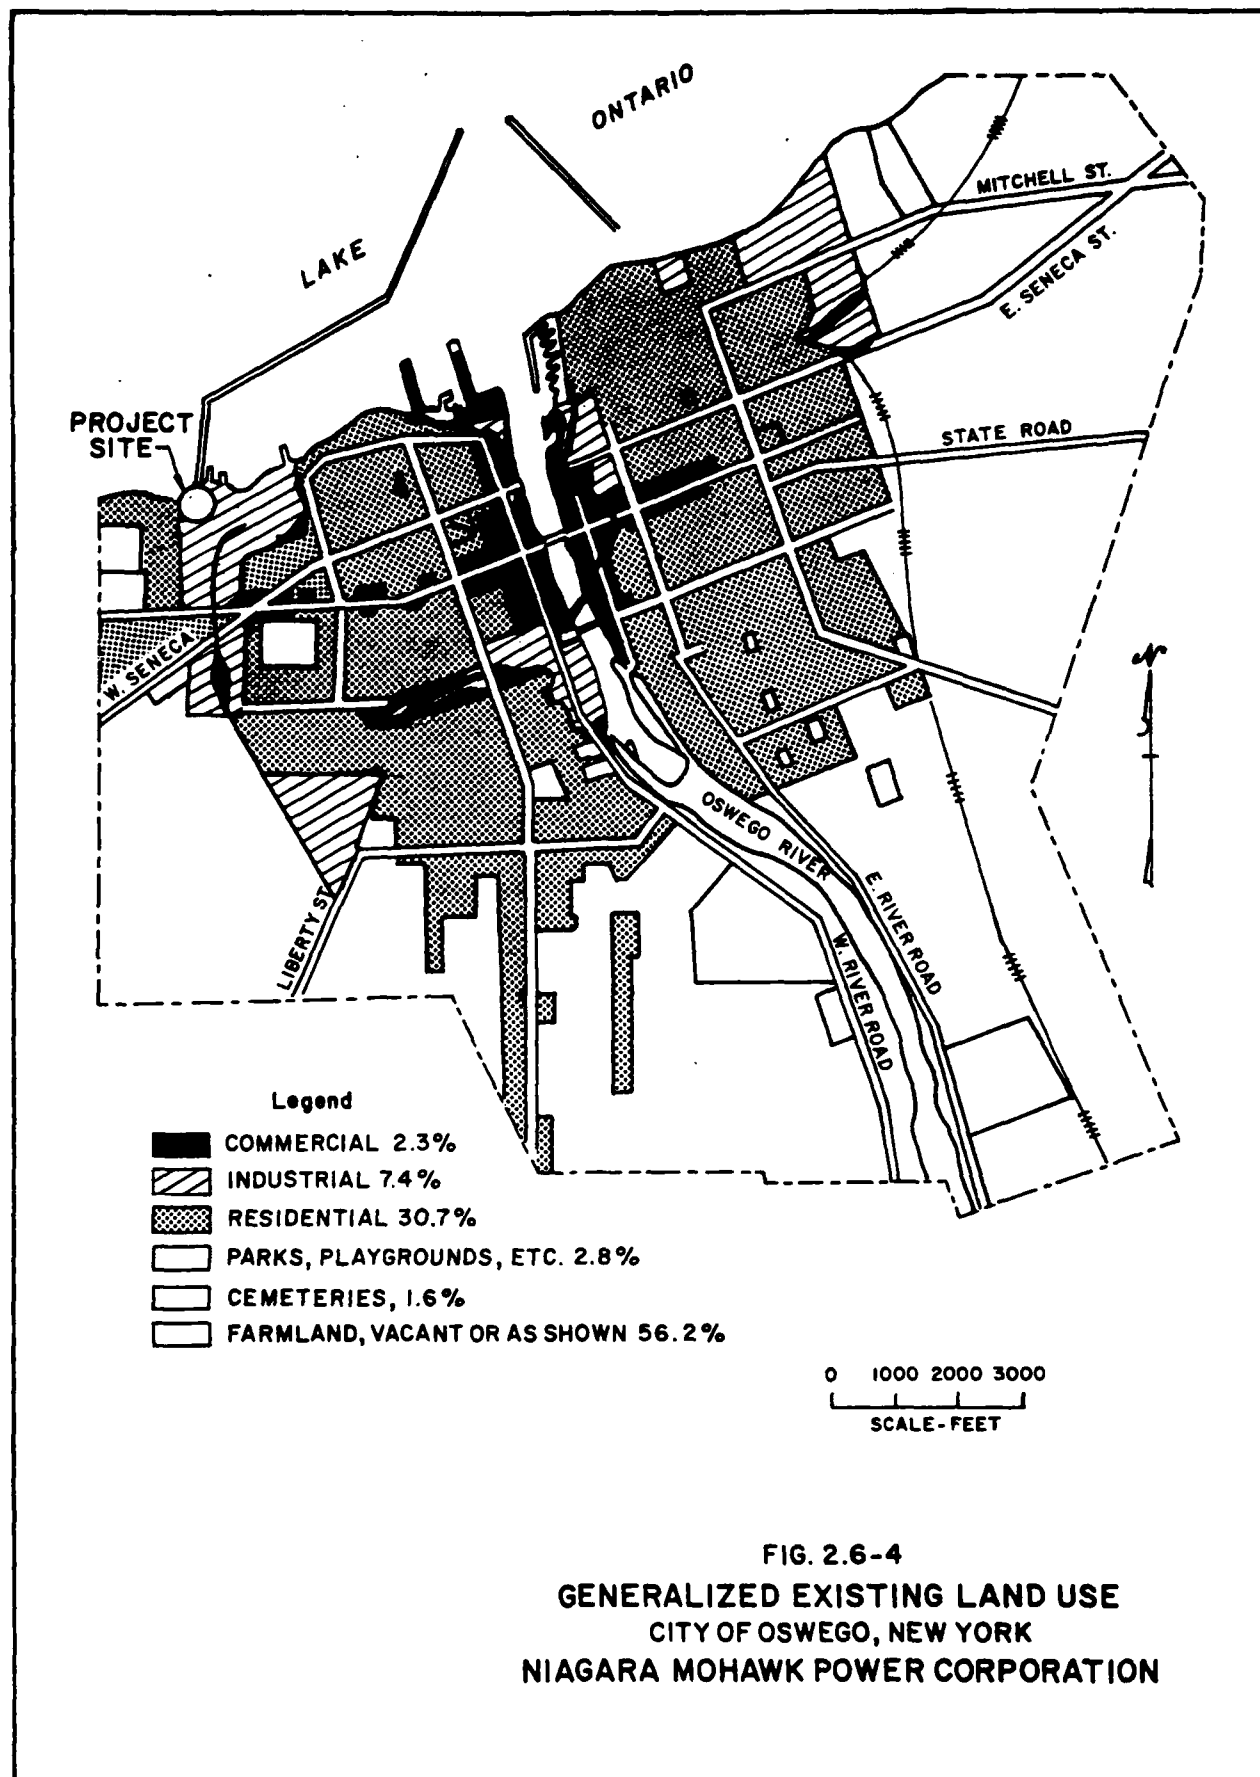 ONTARIO
LAKE
MITCHELL ST.
E. SENECA ST.
PROJECT
SITE
STATE ROAD
W. SENECA
OSWEGO RIVER
E. RIVER ROAD
W. RIVER ROAD
LIBERTY ST.
N
Legend
COMMERCIAL 2.3%
INDUSTRIAL 7.4%
RESIDENTIAL 30.7%
PARKS, PLAYGROUNDS, ETC. 2.8%
CEMETERIES, 1.6%
FARMLAND, VACANT OR AS SHOWN 56.2%
0 1000 2000 3000
SCALE-FEET
FIG. 2.6-4
GENERALIZED EXISTING LAND USE
CITY OF OSWEGO, NEW YORK
NIAGARA MOHAWK POWER CORPORATION